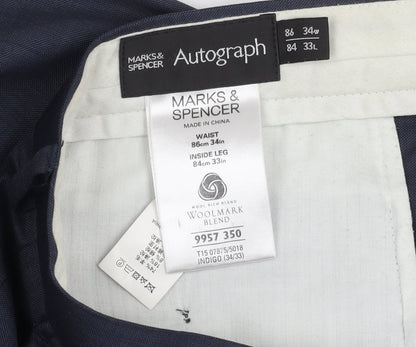 MARKS &
SPENCER
Autograph
86 34W
84 33L
MARKS &
SPENCER
MADE IN CHINA
WAIST
86cm 34in
INSIDE LEG
84cm 33in
WOOL RICH BLEND
WOOLMARK
BLEND
9957 350
T15 07875/5018
INDIGO (34/33)